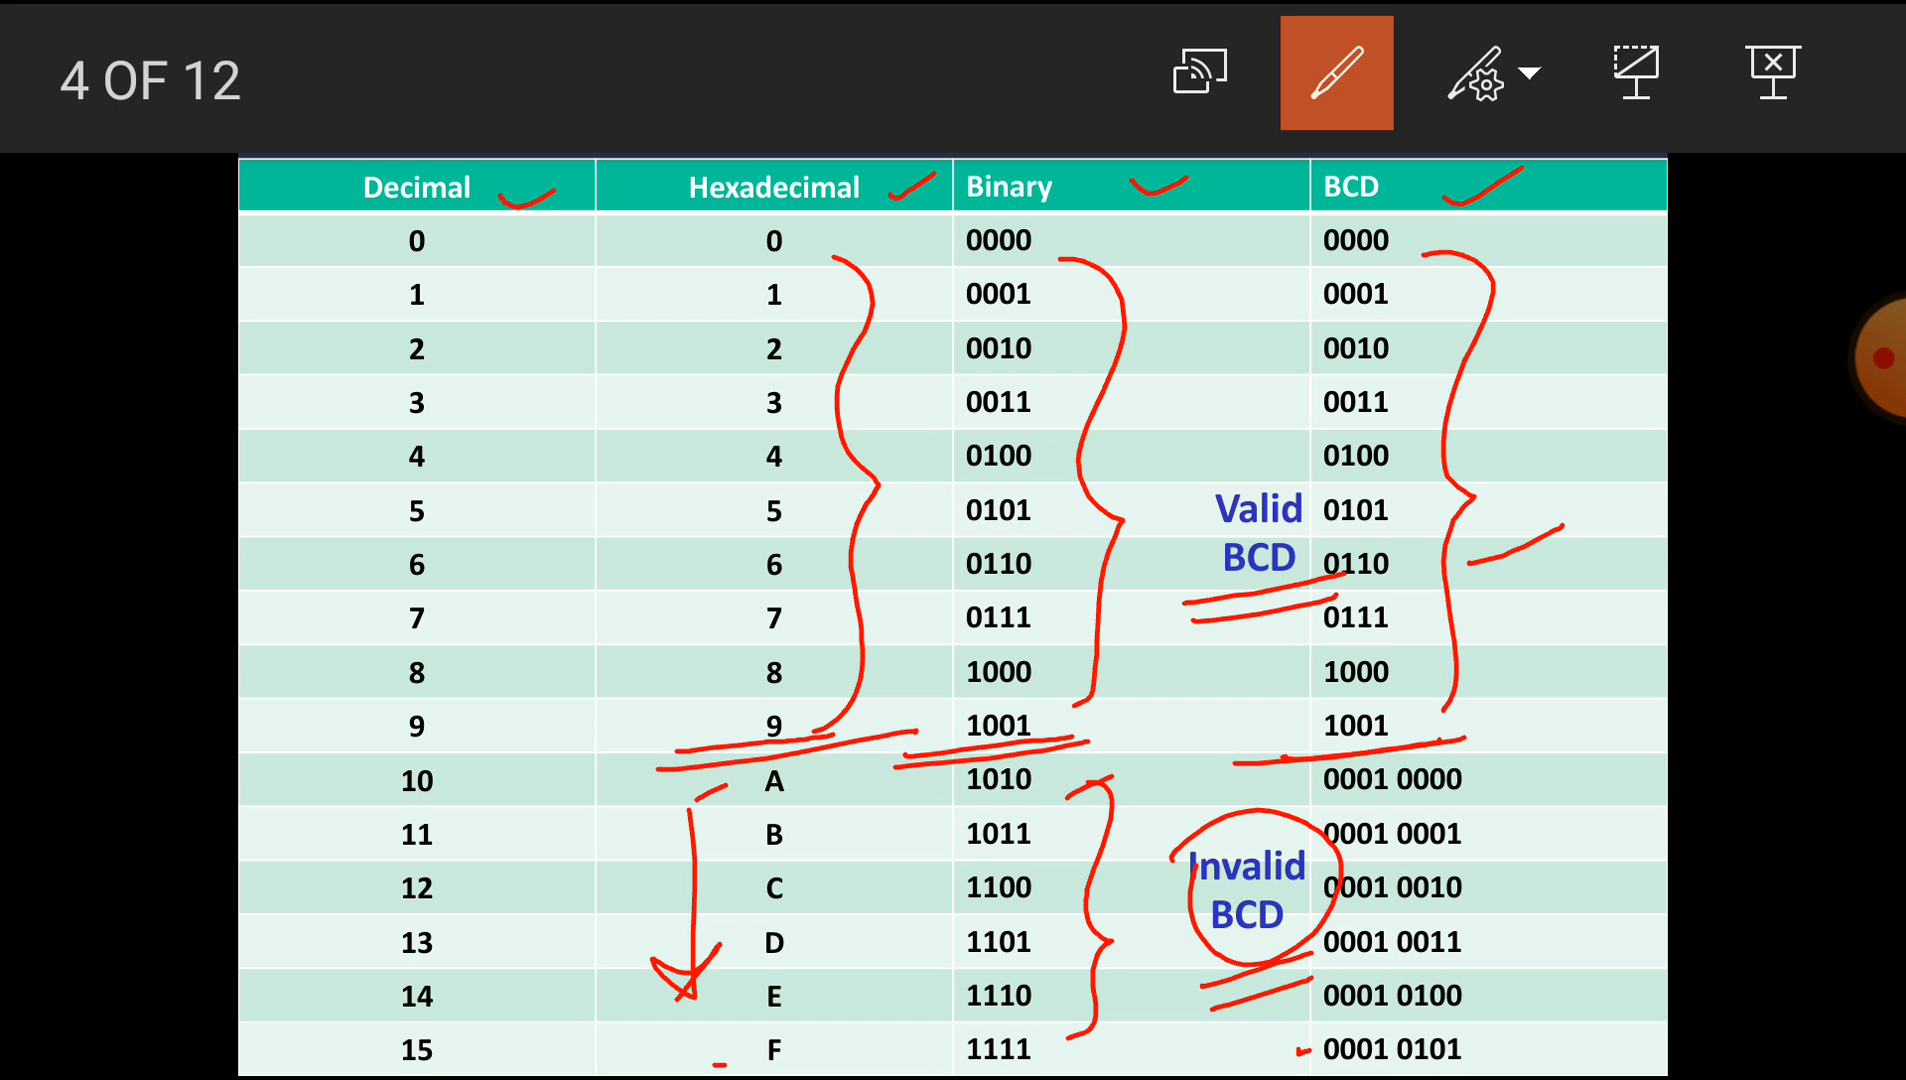 4 OF 12
Decimal Hexadecimal Binary BCD
0 0 0000 0000
1 1 0001 0001
2 2 0010 0010
3 3 0011 0011
4 4 0100 0100
5 5 0101 Valid 0101
6 6 0110 BCD 0110
7 7 0111 0111
8 8 1000 1000
9 9 1001 1001
10 A 1010 0001 0000
11 B 1011 0001 0001
12 C 1100 Invalid 0001 0010
13 D 1101 BCD 0001 0011
14 E 1110 0001 0100
15 F 1111 0001 0101